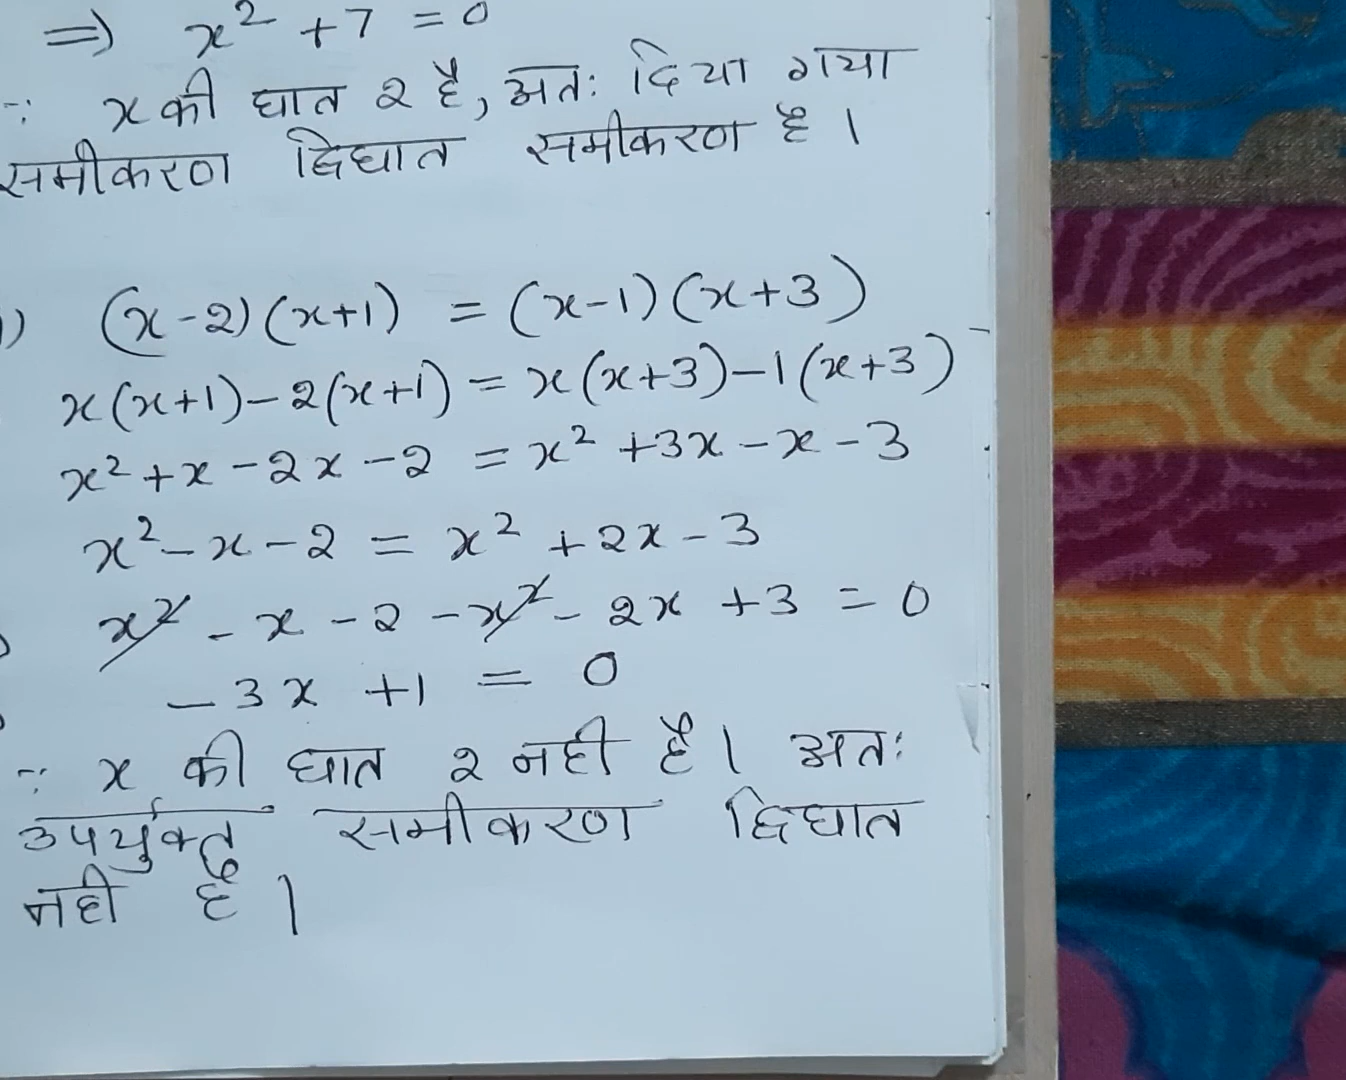 ⇒ x² + 7 = 0
∵ x की घात 2 है, अतः दिया गया
समीकरण द्विघात समीकरण है।
) (x-2)(x+1) = (x-1)(x+3)
x(x+1)-2(x+1) = x(x+3)-1(x+3)
x² + x - 2x - 2 = x² + 3x - x - 3
x² - x - 2 = x² + 2x - 3
x² - x - 2 - x² - 2x + 3 = 0
- 3x + 1 = 0
∵ x की घात 2 नही है। अतः
उपर्युक्त समीकरण द्विघात
नही है।